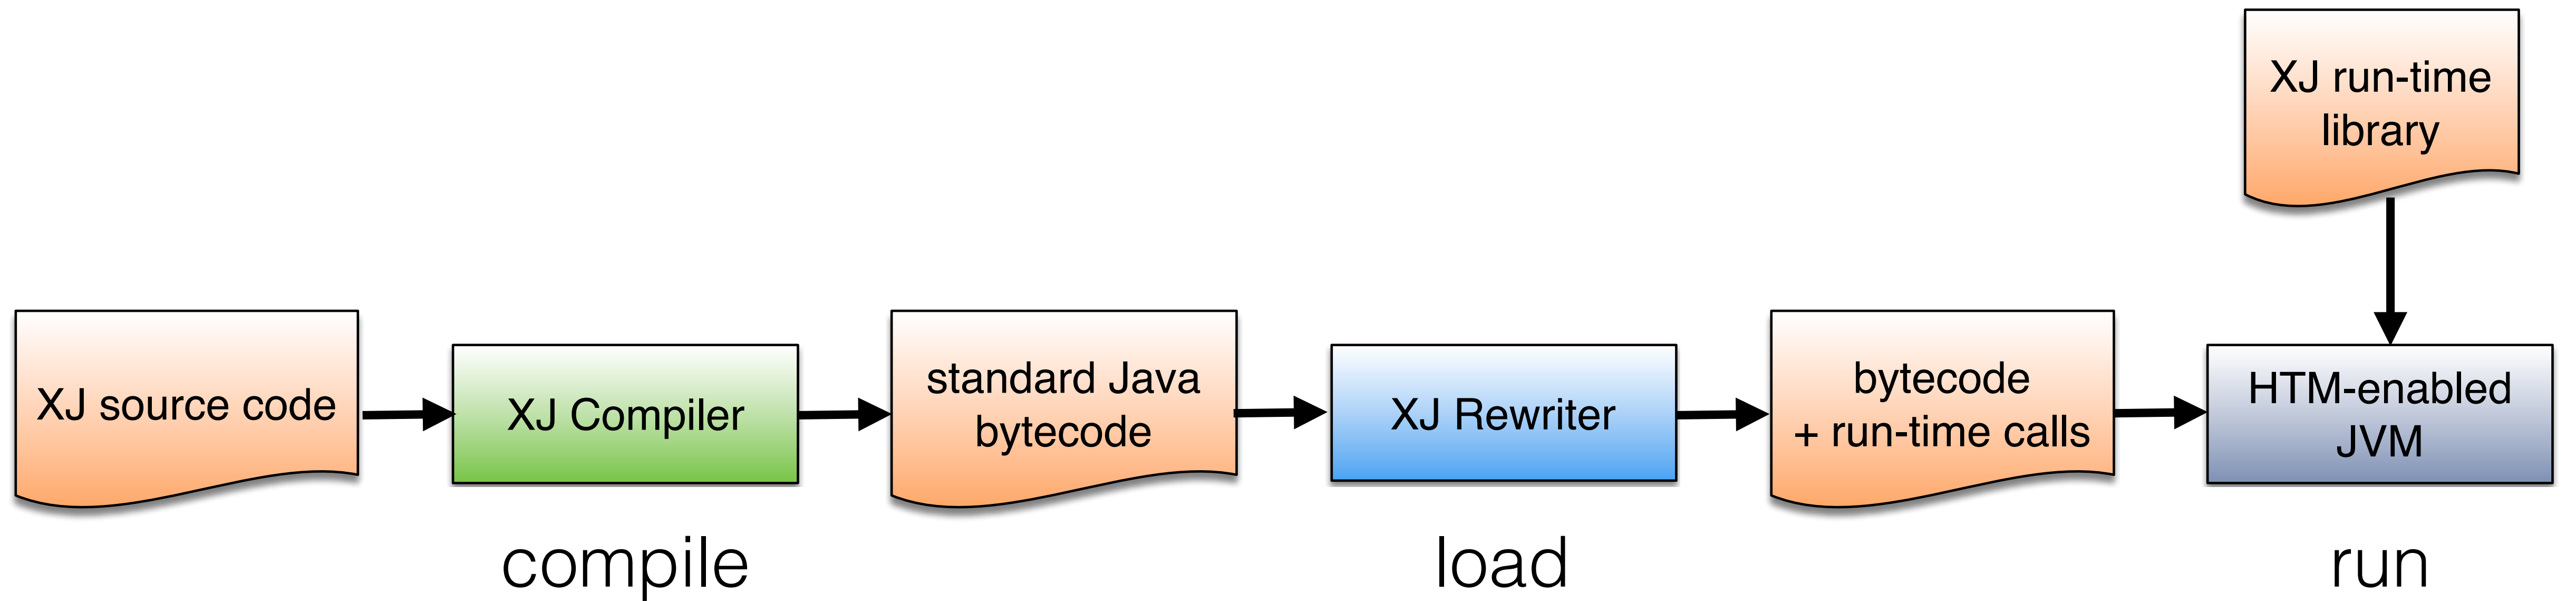 XJ run-time
library
XJ source code
XJ Compiler
standard Java
bytecode
XJ Rewriter
bytecode
+ run-time calls
HTM-enabled
JVM
compile
load
run